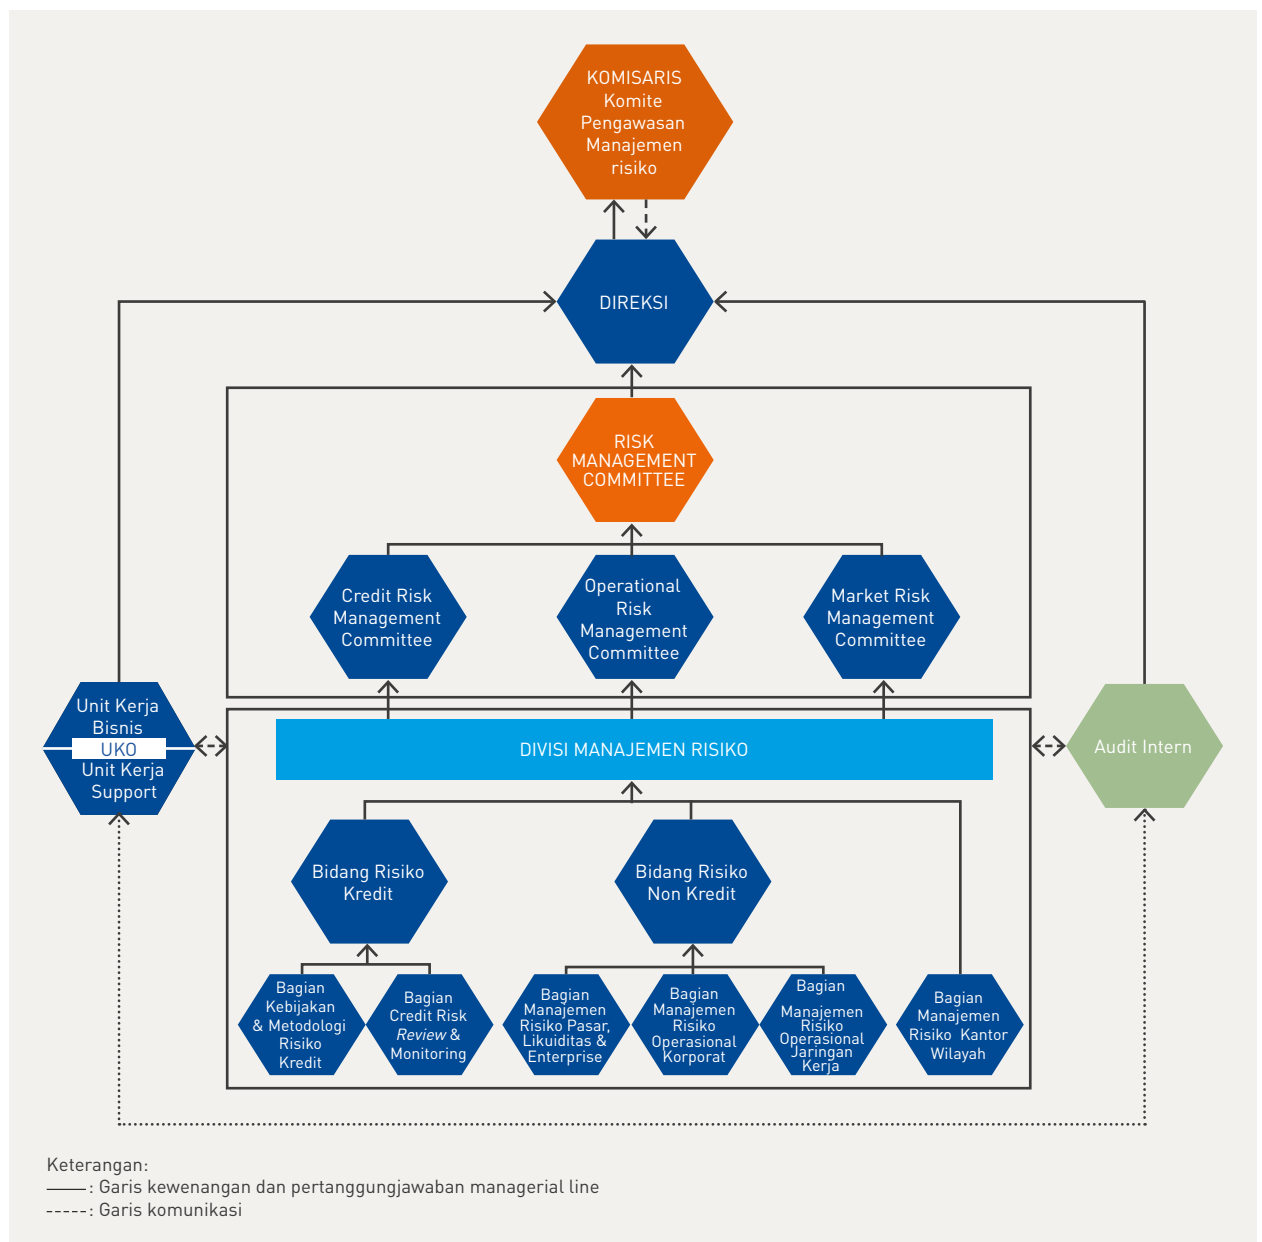 KOMISARIS
Komite
Pengawasan
Manajemen
risiko
DIREKSI
RISK
MANAGEMENT
COMMITTEE
Credit Risk
Management
Committee
Operational
Risk
Management
Committee
Market Risk
Management
Committee
Unit Kerja
Bisnis
UKO
Unit Kerja
Support
DIVISI MANAJEMEN RISIKO
Audit Intern
Bidang Risiko
Kredit
Bidang Risiko
Non Kredit
Bagian
Kebijakan
& Metodologi
Risiko
Kredit
Bagian
Credit Risk
Review &
Monitoring
Bagian
Manajemen
Risiko Pasar,
Likuiditas &
Enterprise
Bagian
Manajemen
Risiko
Operasional
Korporat
Bagian
Manajemen
Risiko
Operasional
Jaringan
Kerja
Bagian
Manajemen
Risiko Kantor
Wilayah
Keterangan:
: Garis kewenangan dan pertanggungjawaban managerial line
: Garis komunikasi